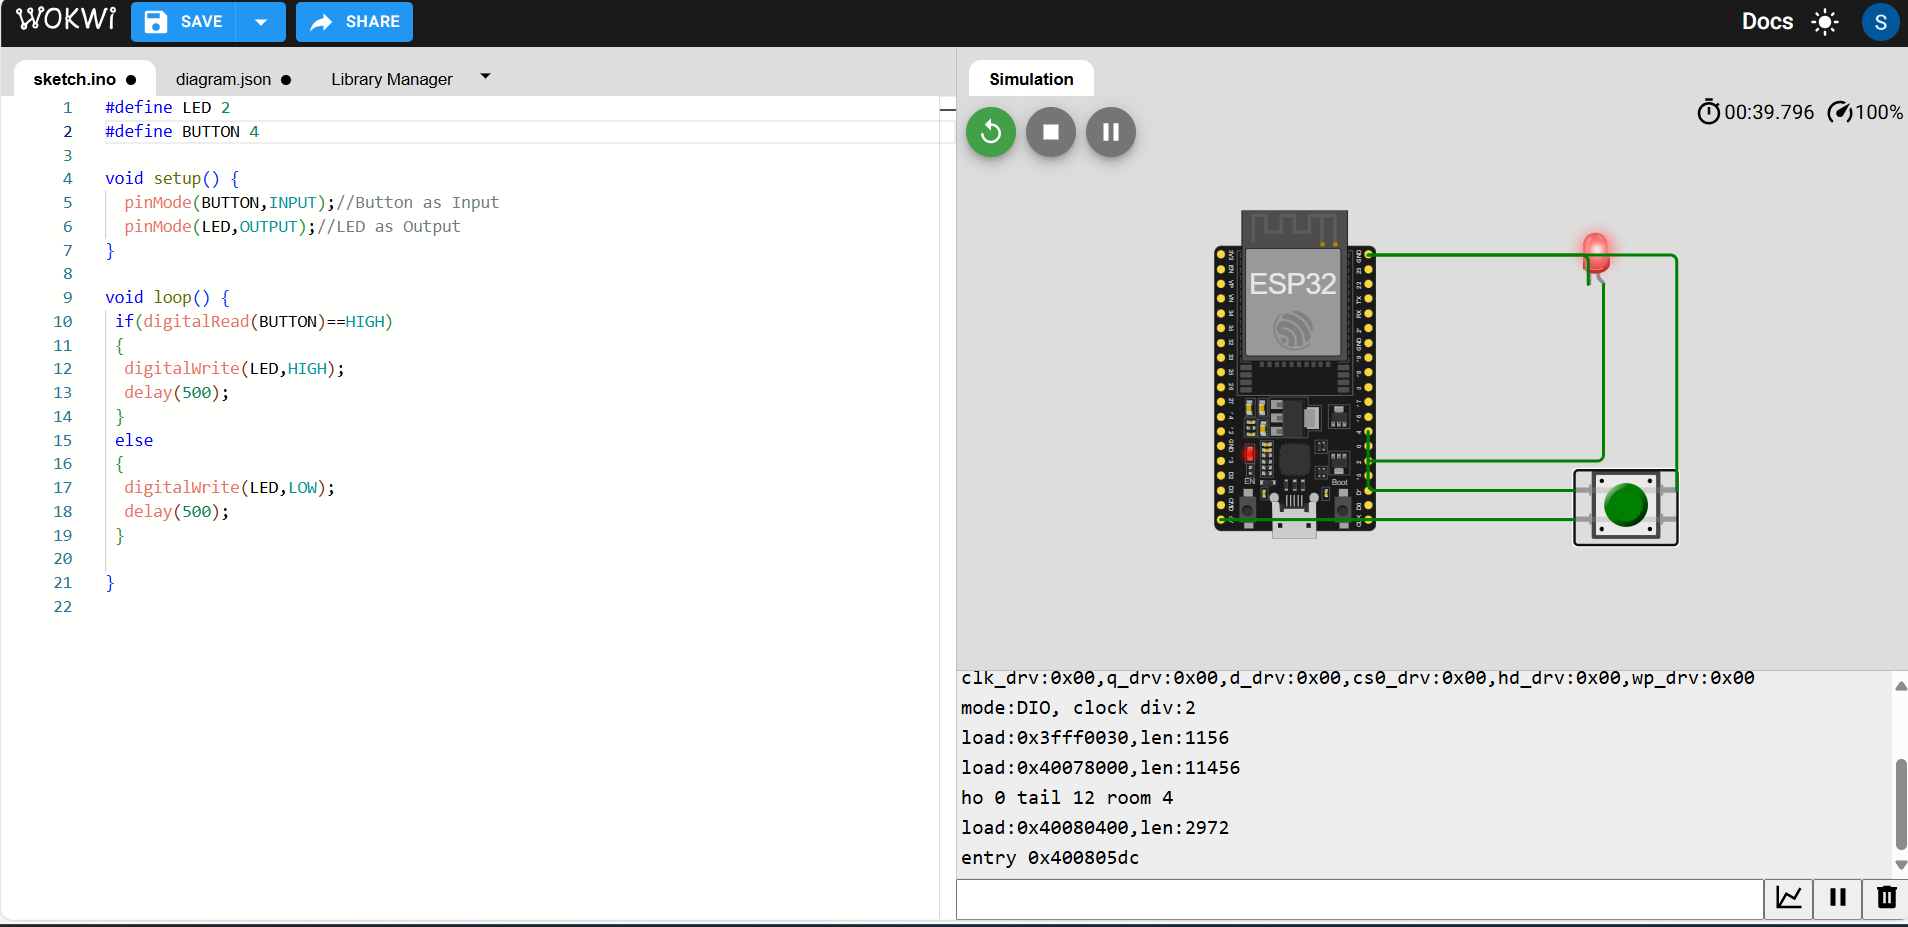 WOKWi
SAVE
SHARE
Docs
S
sketch.ino
diagram.json
Library Manager
1 #define LED 2
2 #define BUTTON 4
3
4 void setup() {
5 pinMode(BUTTON,INPUT);//Button as Input
6 pinMode(LED,OUTPUT);//LED as Output
7 }
8
9 void loop() {
10 if(digitalRead(BUTTON)==HIGH)
11 {
12 digitalWrite(LED,HIGH);
13 delay(500);
14 }
15 else
16 {
17 digitalWrite(LED,LOW);
18 delay(500);
19 }
20
21 }
22
Simulation
00:39.796
100%
ESP32
EN
Boot
clk_drv:0x00,q_drv:0x00,d_drv:0x00,cs0_drv:0x00,hd_drv:0x00,wp_drv:0x00
mode:DIO, clock div:2
load:0x3fff0030,len:1156
load:0x40078000,len:11456
ho 0 tail 12 room 4
load:0x40080400,len:2972
entry 0x400805dc